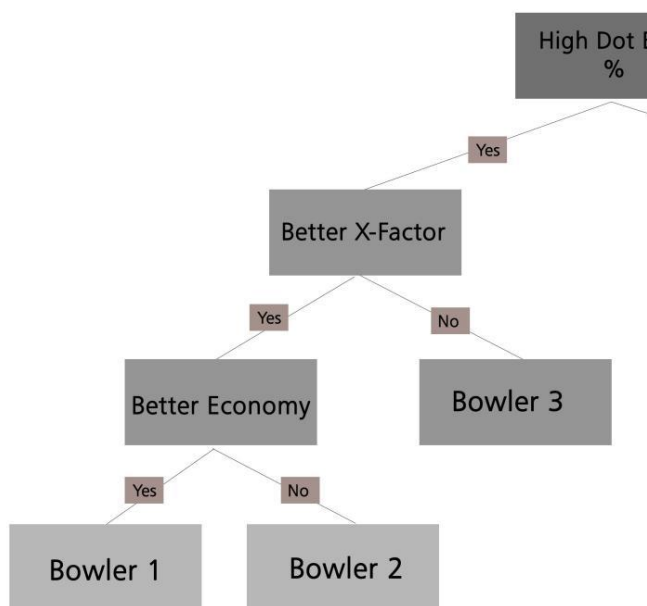 High Dot
%
Yes
Better X-Factor
Yes
No
Better Economy
Bowler 3
Yes
No
Bowler 1
Bowler 2